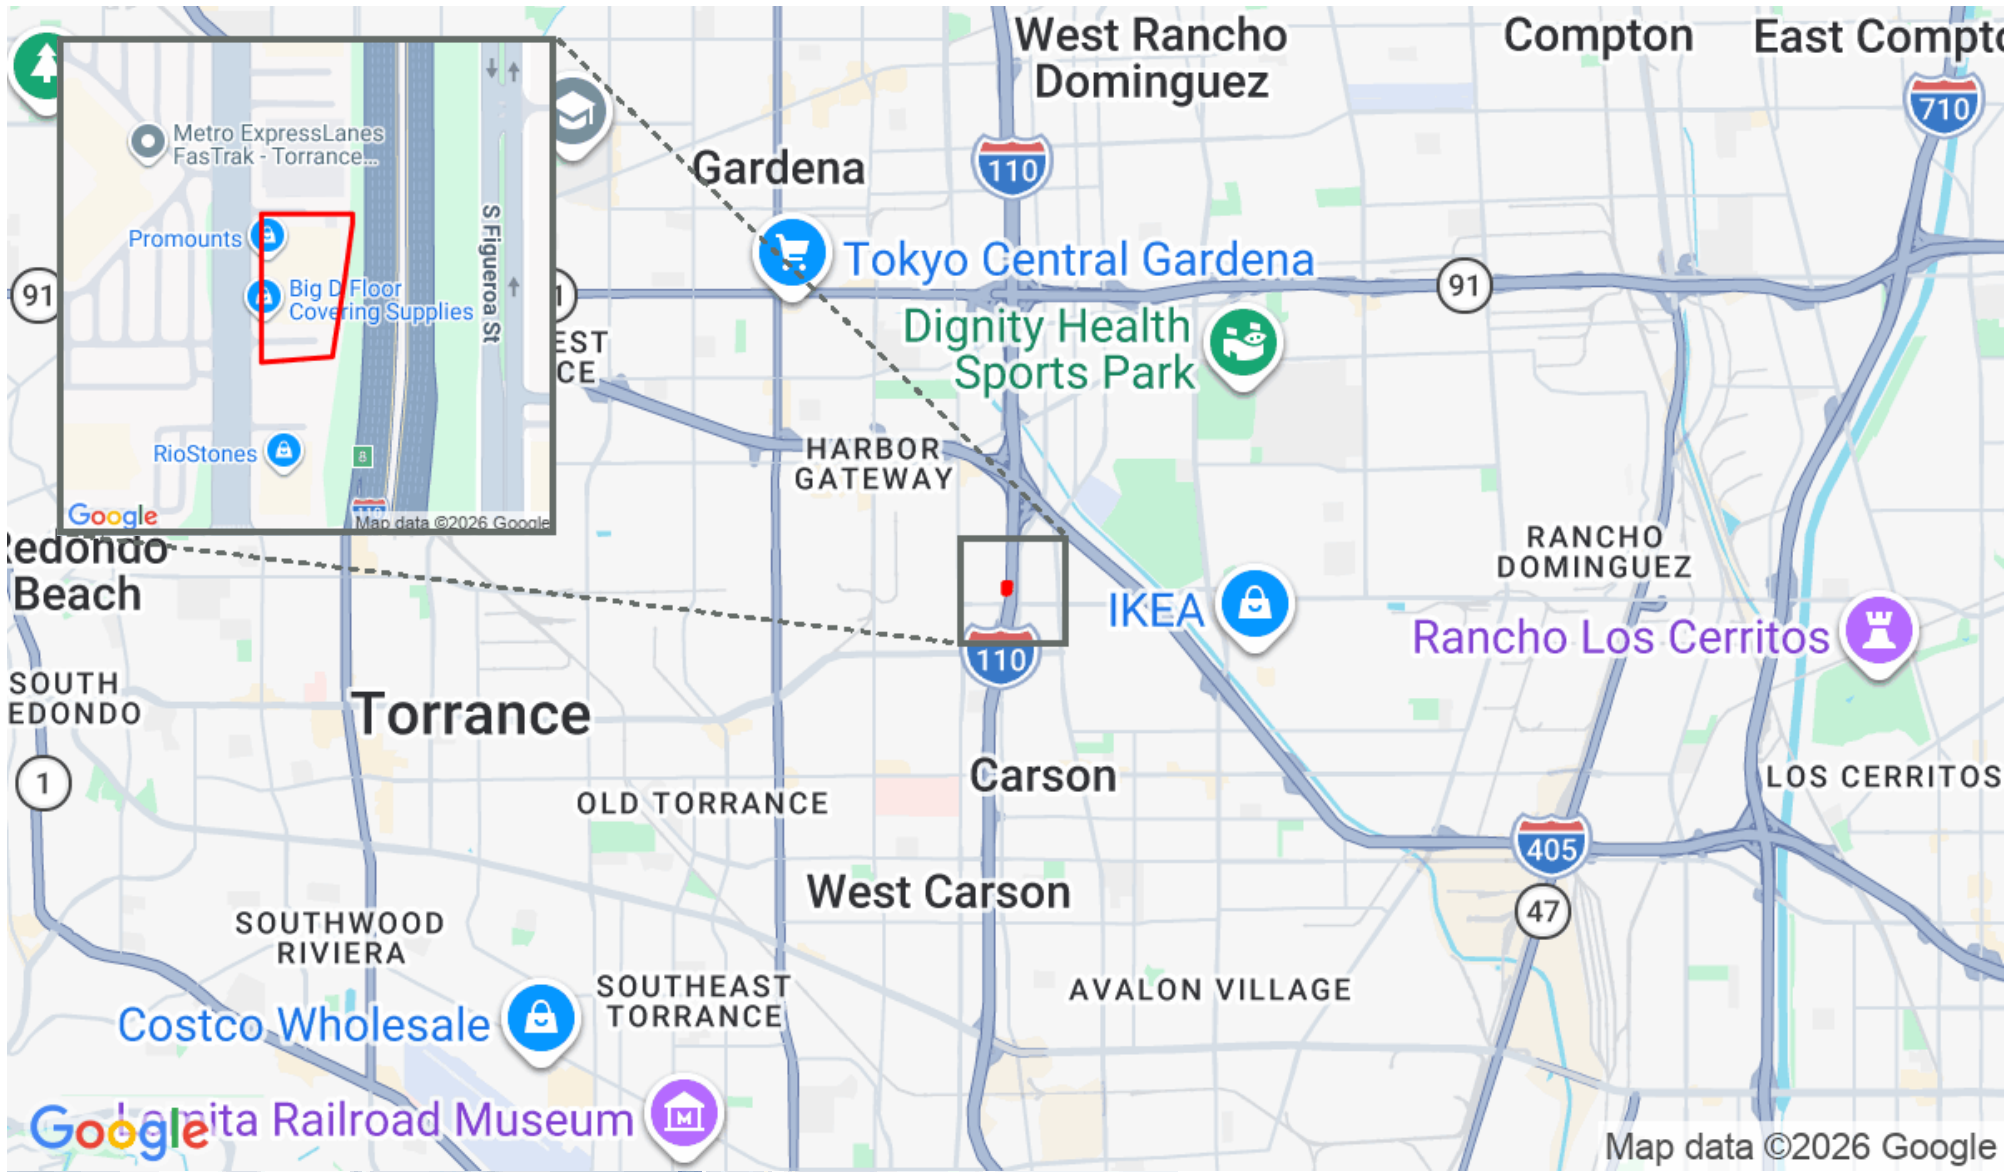 West Rancho
Dominguez
Compton
710
Metro ExpressLanes
FasTrak - Torrance...
Promounts
Big D Floor
Covering Supplies
S Figueroa St
RioStones
8
Google
Map data ©2026 Google
110
Gardena
Tokyo Central Gardena
91
91
Dignity Health
Sports Park
HARBOR
GATEWAY
RANCHO
DOMINGUEZ
Beach
IKEA
Rancho Los Cerritos
110
SOUTH
Torrance
1
Carson
LOS CERRITOS
OLD TORRANCE
405
West Carson
47
SOUTHWOOD
RIVIERA
SOUTHEAST
TORRANCE
AVALON VILLAGE
Costco Wholesale
Railroad Museum
Google
Map data ©2026 Google